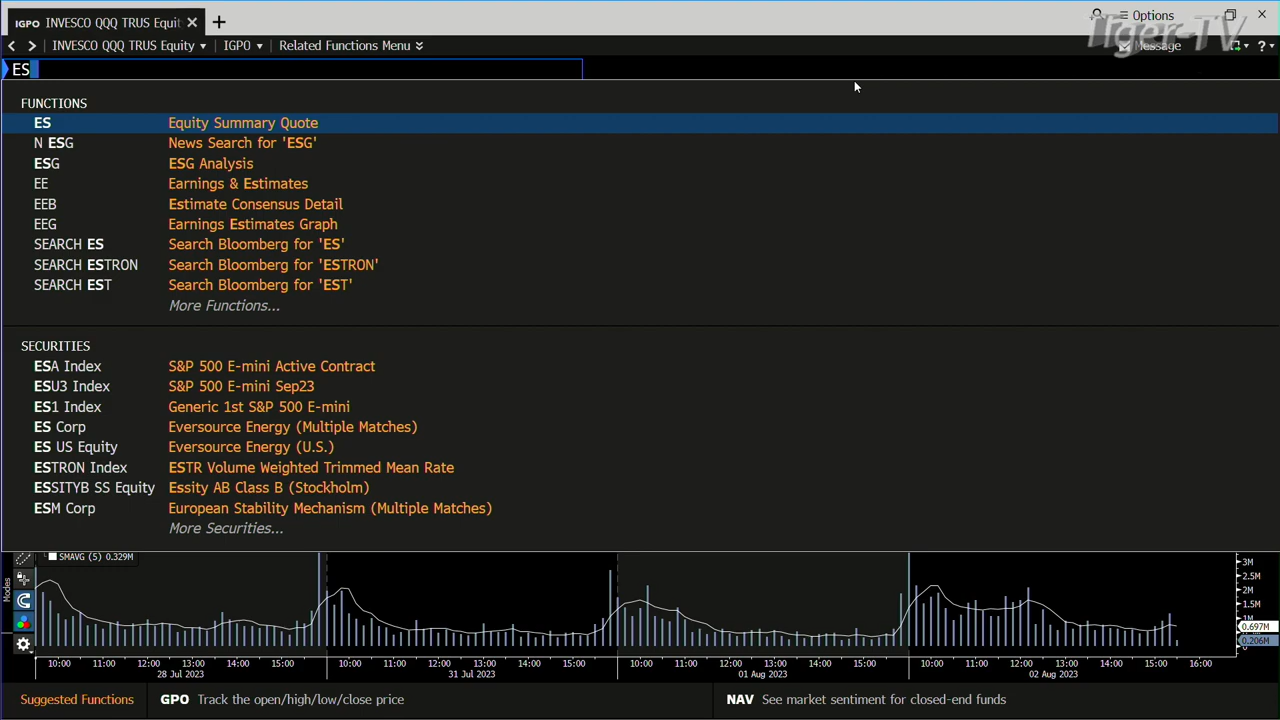 IGPO INVESCO QQQ TRUS Equit
Options
Tiger-TV
INVESCO QQQ TRUS Equity IGPO Related Functions Menu
Message
?
ES
FUNCTIONS
ES Equity Summary Quote
N ESG News Search for 'ESG'
ESG ESG Analysis
EE Earnings & Estimates
EEB Estimate Consensus Detail
EEG Earnings Estimates Graph
SEARCH ES Search Bloomberg for 'ES'
SEARCH ESTRON Search Bloomberg for 'ESTRON'
SEARCH EST Search Bloomberg for 'EST'
More Functions...
SECURITIES
ESA Index S&P 500 E-mini Active Contract
ESU3 Index S&P 500 E-mini Sep23
ES1 Index Generic 1st S&P 500 E-mini
ES Corp Eversource Energy (Multiple Matches)
ES US Equity Eversource Energy (U.S.)
ESTRON Index ESTR Volume Weighted Trimmed Mean Rate
ESSITYB SS Equity Essity AB Class B (Stockholm)
ESM Corp European Stability Mechanism (Multiple Matches)
More Securities...
SMAVG (5) 0.329M
Modes
3M
2.5M
2M
1.5M
1M
0.697M
0.206M
10:00 11:00 12:00 13:00 14:00 15:00 10:00 11:00 12:00 13:00 14:00 15:00 10:00 11:00 12:00 13:00 14:00 15:00 10:00 11:00 12:00 13:00 14:00 15:00 16:00
28 Jul 2023 31 Jul 2023 01 Aug 2023 02 Aug 2023
Suggested Functions GPO Track the open/high/low/close price NAV See market sentiment for closed-end funds